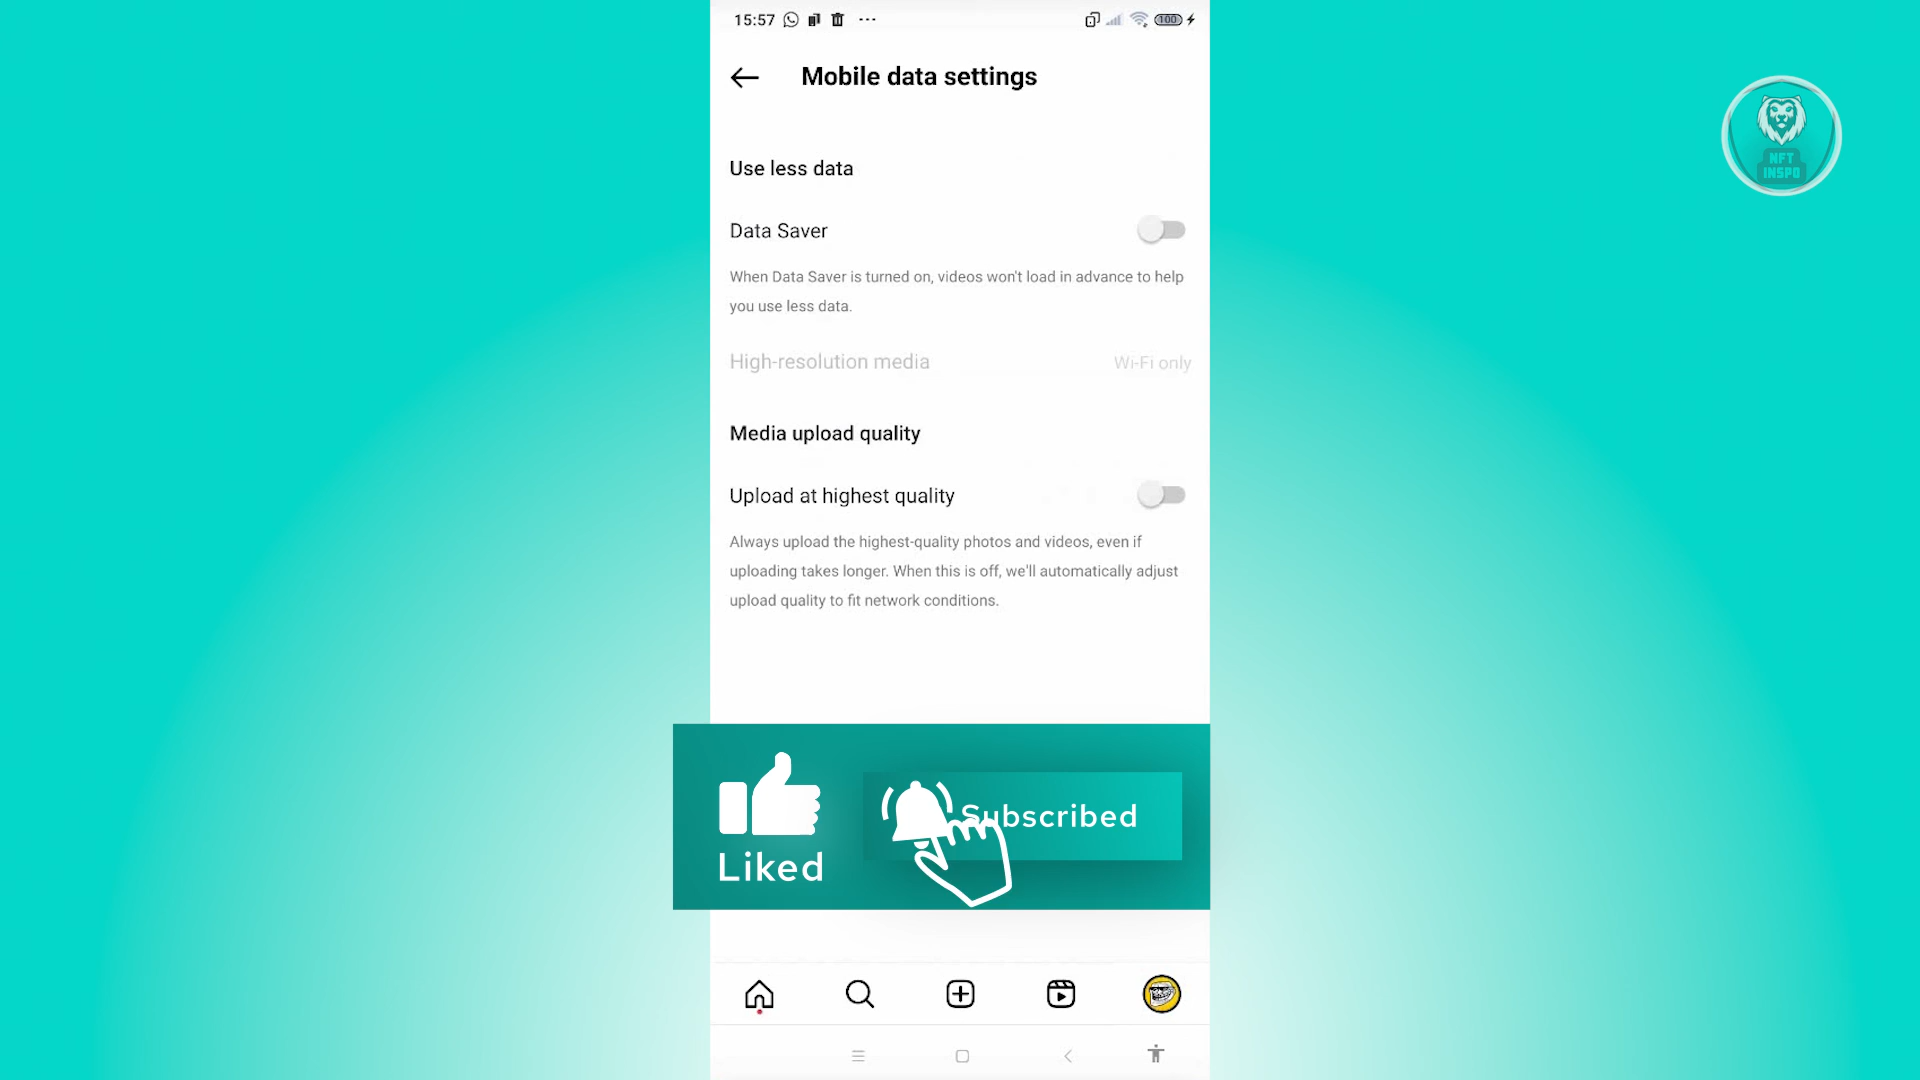 15:57
100
Mobile data settings
NFT
INSPO
Use less data
Data Saver
When Data Saver is turned on, videos won't load in advance to help
you use less data.
High-resolution media Wi-Fi only
Media upload quality
Upload at highest quality
Always upload the highest-quality photos and videos, even if
uploading takes longer. When this is off, we'll automatically adjust
upload quality to fit network conditions.
Subscribed
Liked